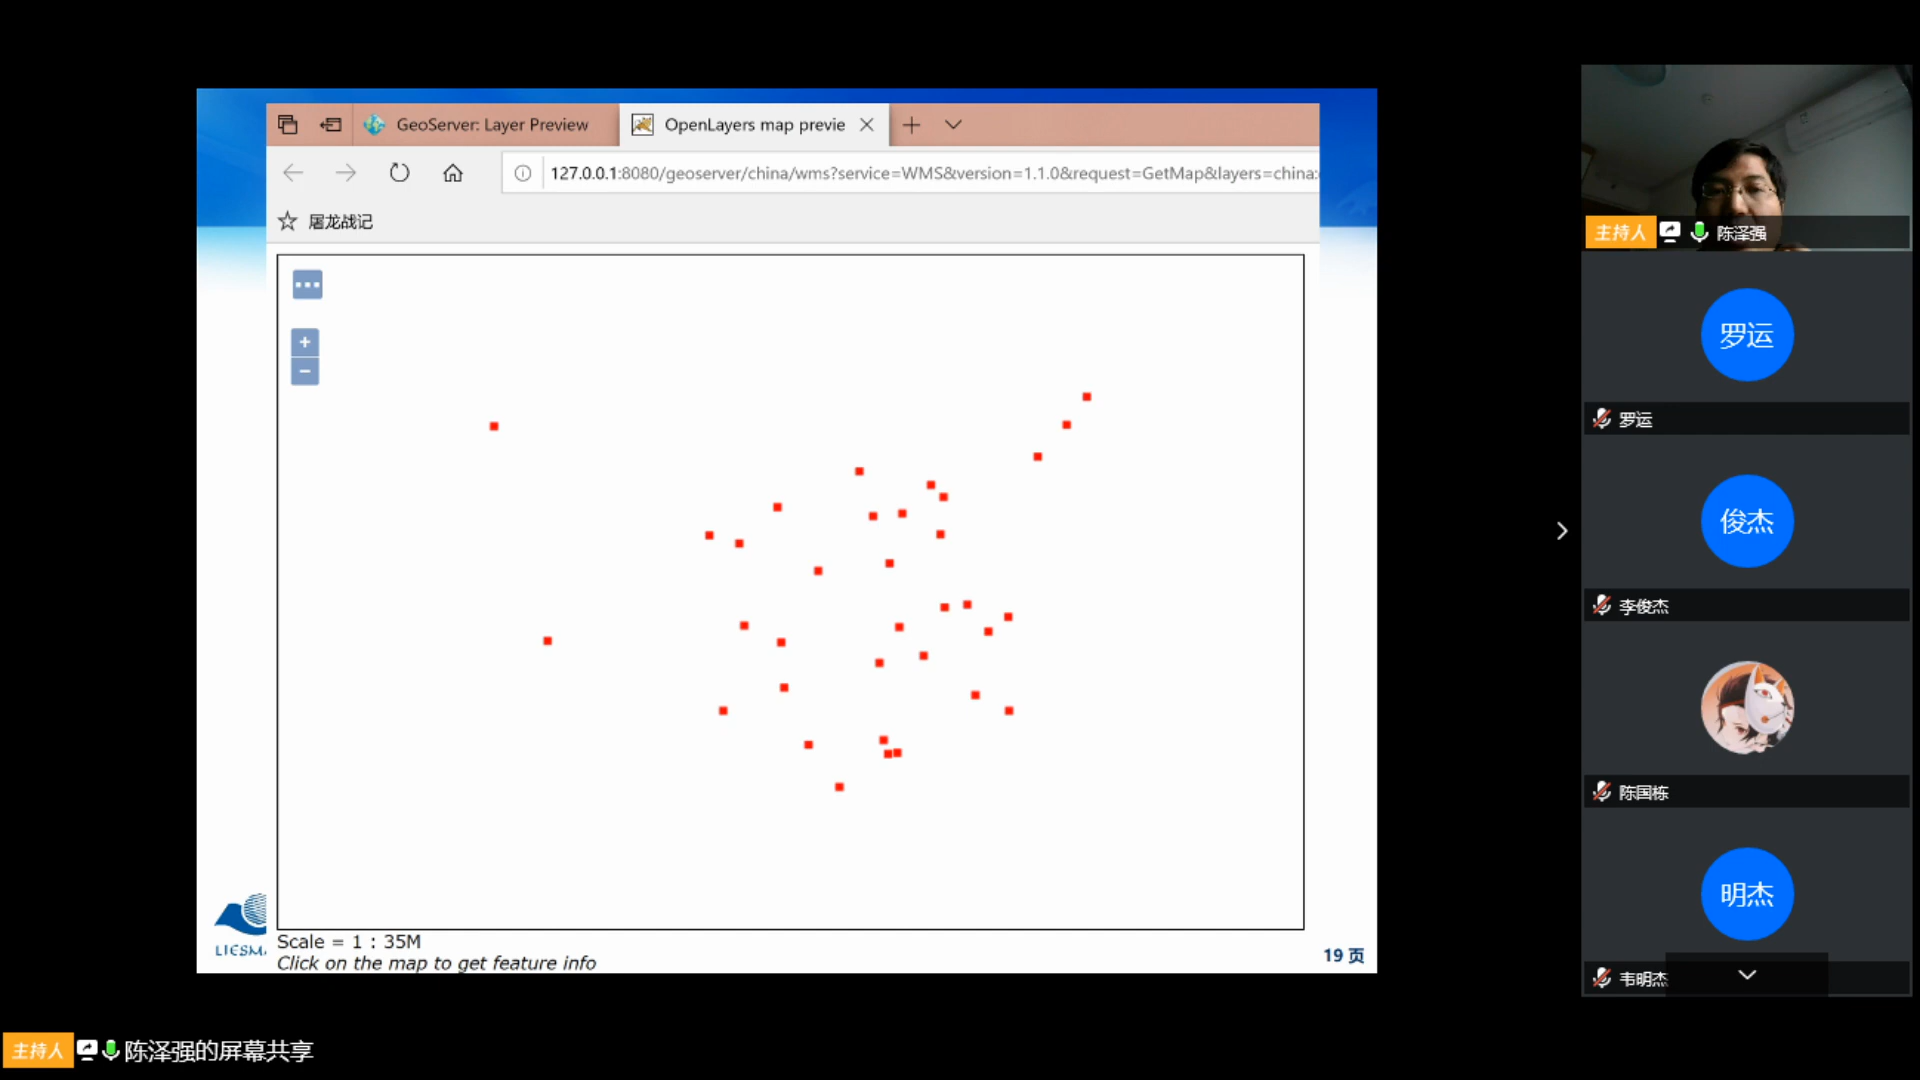 GeoServer: Layer Preview
OpenLayers map previe
127.0.0.1:8080/geoserver/china/wms?service=WMS&version=1.1.0&request=GetMap&layers=china:
屠龙战记
+
−
Scale = 1 : 35M
Click on the map to get feature info
LIESMA
19 页
主持人 陈泽强
罗运
罗运
俊杰
李俊杰
陈国栋
明杰
韦明杰
主持人 陈泽强的屏幕共享